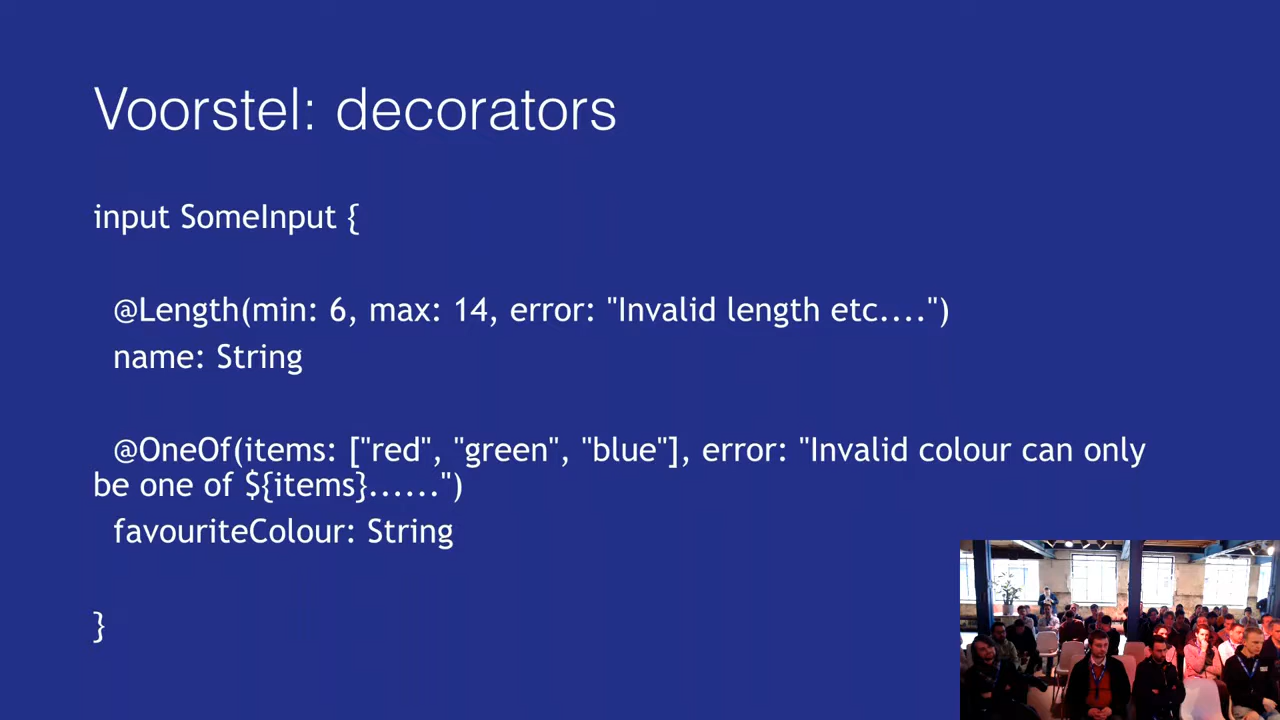 Voorstel: decorators
input SomeInput {
@Length(min: 6, max: 14, error: "Invalid length etc....")
name: String
@OneOf(items: ["red", "green", "blue"], error: "Invalid colour can only
be one of ${items}......")
favouriteColour: String
}